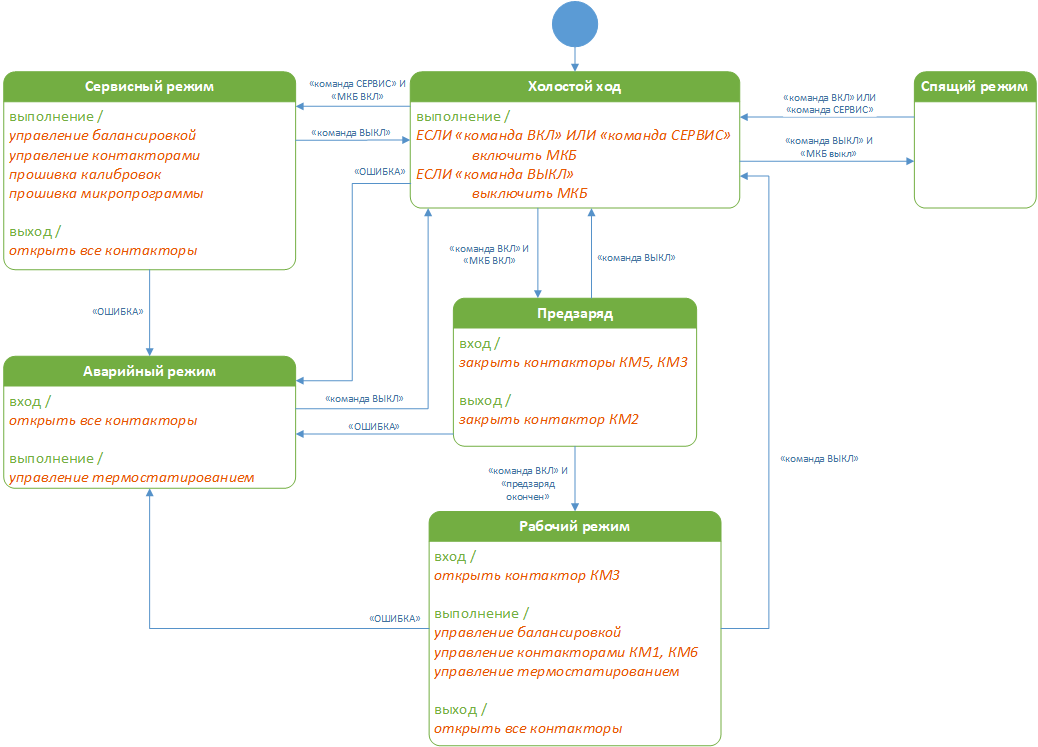 Сервисный режим
выполнение /
управление балансировкой
управление контакторами
прошивка калибровок
прошивка микропрограммы
выход /
открыть все контакторы
«команда СЕРВИС» И
«МКБ ВКЛ»
«команда ВЫКЛ»
Холостой ход
выполнение /
ЕСЛИ «команда ВКЛ» ИЛИ «команда СЕРВИС»
включить МКБ
ЕСЛИ «команда ВЫКЛ»
выключить МКБ
«команда ВКЛ» ИЛИ
«команда СЕРВИС»
«команда ВЫКЛ» И
«МКБ выкл»
Спящий режим
«ОШИБКА»
«команда ВКЛ» И
«МКБ ВКЛ»
«команда ВЫКЛ»
«ОШИБКА»
Предзаряд
вход /
закрыть контакторы КМ5, КМ3
выход /
закрыть контактор КМ2
Аварийный режим
вход /
открыть все контакторы
выполнение /
управление термостатированием
«команда ВЫКЛ»
«ОШИБКА»
«команда ВКЛ» И
«предзаряд
окончен»
«команда ВЫКЛ»
Рабочий режим
вход /
открыть контактор КМ3
выполнение /
управление балансировкой
управление контакторами КМ1, КМ6
управление термостатированием
выход /
открыть все контакторы
«ОШИБКА»